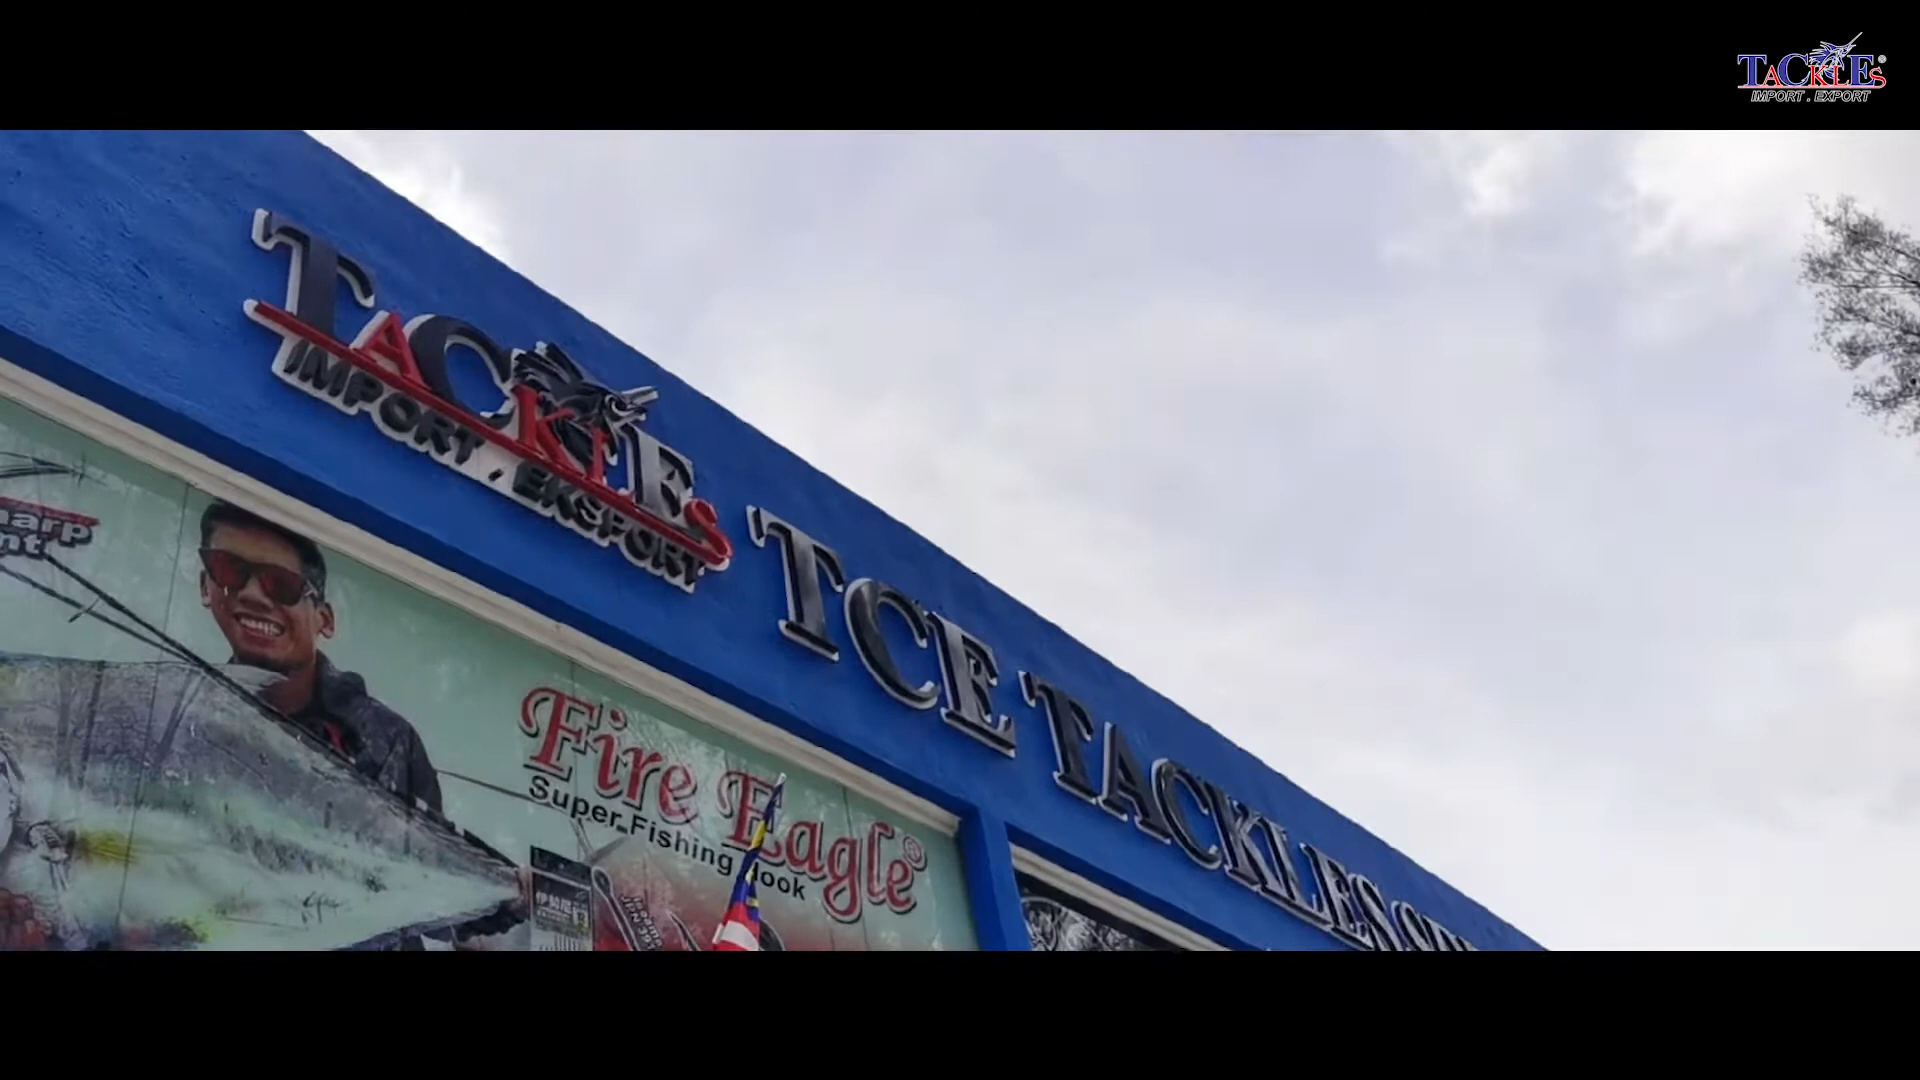 TACKLES®
IMPORT . EXPORT
TACKLES
IMPORT . EKSPORT
TCE TACKLES
Fire Eagle®
Super Fishing Hook